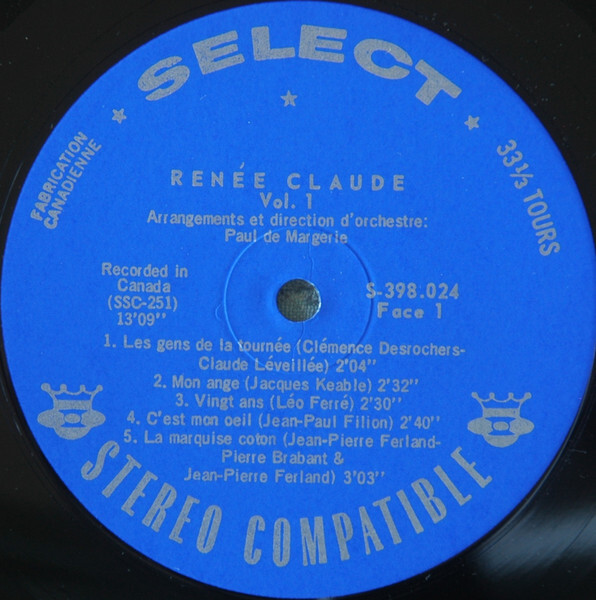 SELECT
FABRICATION
CANADIENNE
33⅓ TOURS
RENÉE CLAUDE
Vol. 1
Arrangements et direction d'orchestre:
Paul de Margerie
Recorded in
Canada
(SSC-251)
13'09"
S-398.024
Face 1
1. Les gens de la tournée (Clémence Desrochers-
Claude Léveillée) 2'04"
2. Mon ange (Jacques Keable) 2'32"
3. Vingt ans (Léo Ferré) 2'30"
4. C'est mon oeil (Jean-Paul Filion) 2'40"
5. La marquise coton (Jean-Pierre Ferland-
Pierre Brabant &
Jean-Pierre Ferland) 3'03"
STEREO COMPATIBLE